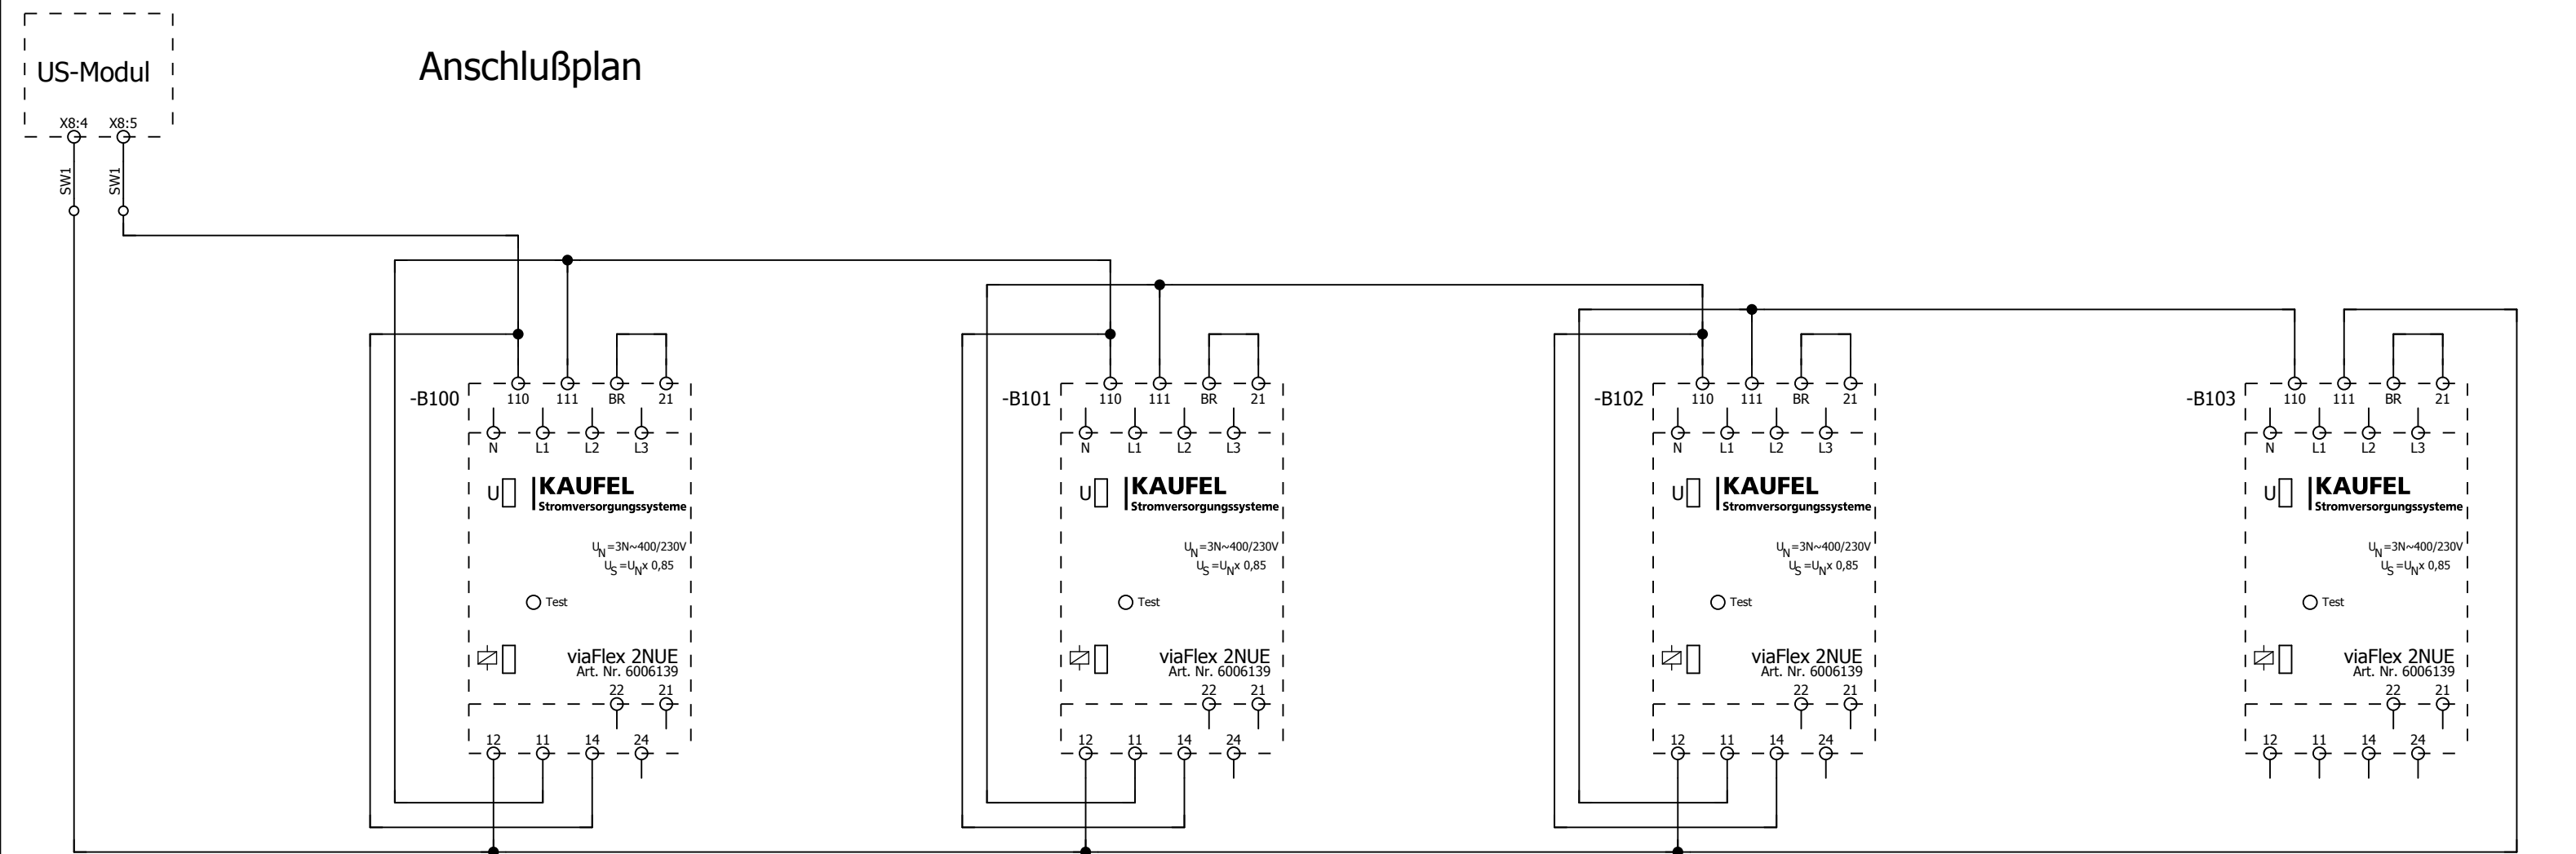 US-Modul
Anschlußplan
X8:4 X8:5
SW1 SW1
-B100 110 111 BR 21
N L1 L2 L3
U KAUFEL
Stromversorgungssysteme
UN=3N~400/230V
US=UNx 0,85
Test
viaFlex 2NUE
Art. Nr. 6006139
22 21
12 11 14 24
-B101 110 111 BR 21
N L1 L2 L3
U KAUFEL
Stromversorgungssysteme
UN=3N~400/230V
US=UNx 0,85
Test
viaFlex 2NUE
Art. Nr. 6006139
22 21
12 11 14 24
-B102 110 111 BR 21
N L1 L2 L3
U KAUFEL
Stromversorgungssysteme
UN=3N~400/230V
US=UNx 0,85
Test
viaFlex 2NUE
Art. Nr. 6006139
22 21
12 11 14 24
-B103 110 111 BR 21
N L1 L2 L3
U KAUFEL
Stromversorgungssysteme
UN=3N~400/230V
US=UNx 0,85
Test
viaFlex 2NUE
Art. Nr. 6006139
22 21
12 11 14 24